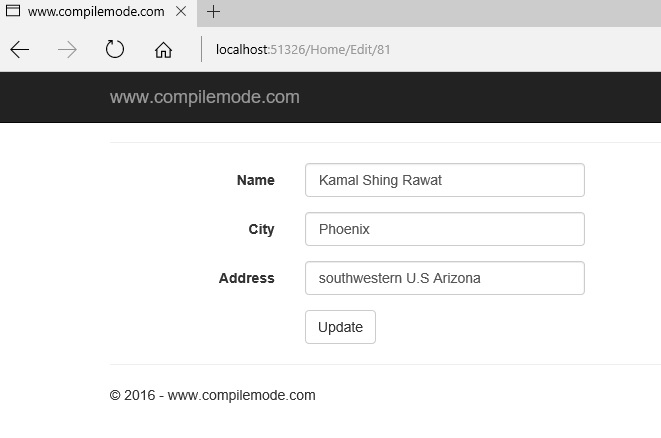 www.compilemode.com
localhost:51326/Home/Edit/81
www.compilemode.com
Name Kamal Shing Rawat
City Phoenix
Address southwestern U.S Arizona
Update
© 2016 - www.compilemode.com